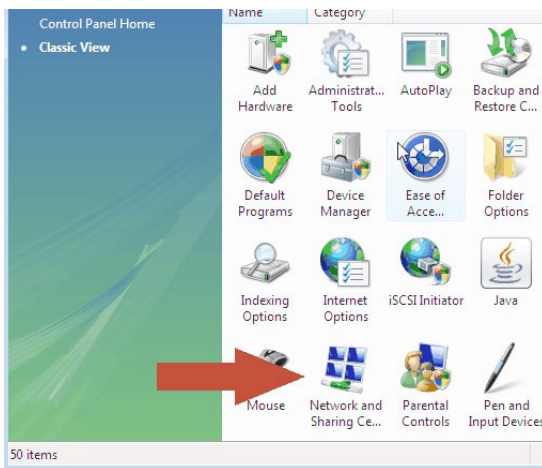 Control Panel Home
Classic View
Name Category
Add Hardware
Administrat... Tools
AutoPlay
Backup and Restore C...
Default Programs
Device Manager
Ease of Acce...
Folder Options
Indexing Options
Internet Options
iSCSI Initiator
Java
Mouse
Network and Sharing Ce...
Parental Controls
Pen and Input Devices
50 items